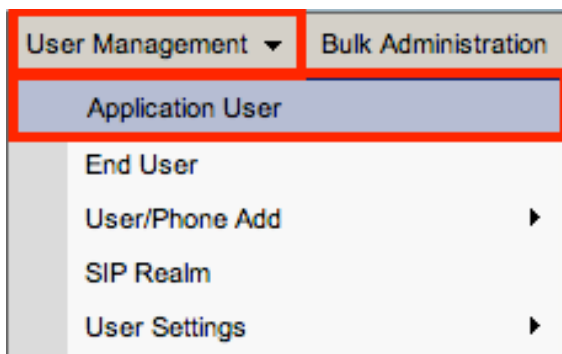 User Management Bulk Administration
Application User
End User
User/Phone Add
SIP Realm
User Settings